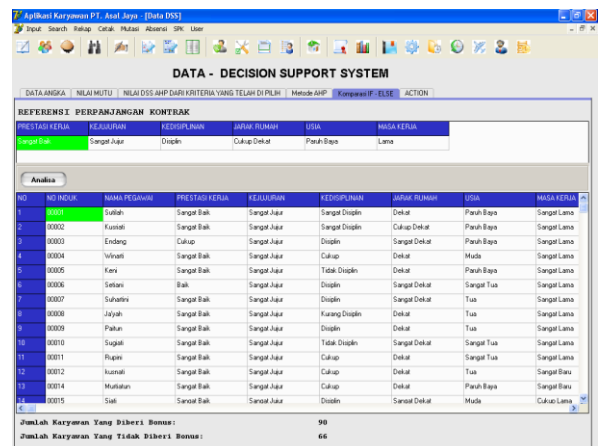 Aplikasi Karyawan PT. Asal Jaya - [Data DSS]
Input Search Rekap Cetak Mutasi Absensi SPK User
DATA - DECISION SUPPORT SYSTEM
DATA ANGKA NILAI MUTU NILAI DSS AHP DARI KRITERIA YANG TELAH DI PILIH Metode AHP Komparasi IF - ELSE ACTION
REFERENSI PERPANJANGAN KONTRAK
PRESTASI KERJA KEJUJURAN KEDISIPLINAN JARAK RUMAH USIA MASA KERJA
Sangat Baik Sangat Jujur Disiplin Cukup Dekat Paruh Baya Lama
Analisa
NO NO INDUK NAMA PEGAWAI PRESTASI KERJA KEJUJURAN KEDISIPLINAN JARAK RUMAH USIA MASA KERJA
1 00001 Sutilah Sangat Baik Sangat Jujur Sangat Disiplin Dekat Paruh Baya Sangat Lama
2 00002 Kusiati Sangat Baik Sangat Jujur Sangat Disiplin Cukup Dekat Paruh Baya Sangat Lama
3 00003 Endang Cukup Sangat Jujur Disiplin Sangat Dekat Paruh Baya Sangat Lama
4 00004 Winarti Sangat Baik Sangat Jujur Cukup Dekat Muda Sangat Lama
5 00005 Keni Sangat Baik Sangat Jujur Tidak Disiplin Dekat Paruh Baya Sangat Lama
6 00006 Setiani Baik Sangat Jujur Disiplin Sangat Dekat Sangat Tua Sangat Lama
7 00007 Suhartini Sangat Baik Sangat Jujur Disiplin Sangat Dekat Tua Sangat Lama
8 00008 Ja'yah Sangat Baik Sangat Jujur Kurang Disiplin Dekat Tua Sangat Lama
9 00009 Paitun Sangat Baik Sangat Jujur Disiplin Dekat Tua Sangat Lama
10 00010 Sugiati Sangat Baik Sangat Jujur Tidak Disiplin Sangat Dekat Sangat Tua Sangat Lama
11 00011 Rupini Sangat Baik Sangat Jujur Cukup Dekat Sangat Tua Sangat Lama
12 00012 kusnati Sangat Baik Sangat Jujur Cukup Dekat Tua Sangat Baru
13 00014 Murtiatun Sangat Baik Sangat Jujur Cukup Dekat Paruh Baya Sangat Baru
14 00015 Siati Sangat Baik Sangat Jujur Disiplin Sangat Dekat Muda Cukup Lama
Jumlah Karyawan Yang Diberi Bonus: 90
Jumlah Karyawan Yang Tidak Diberi Bonus: 66